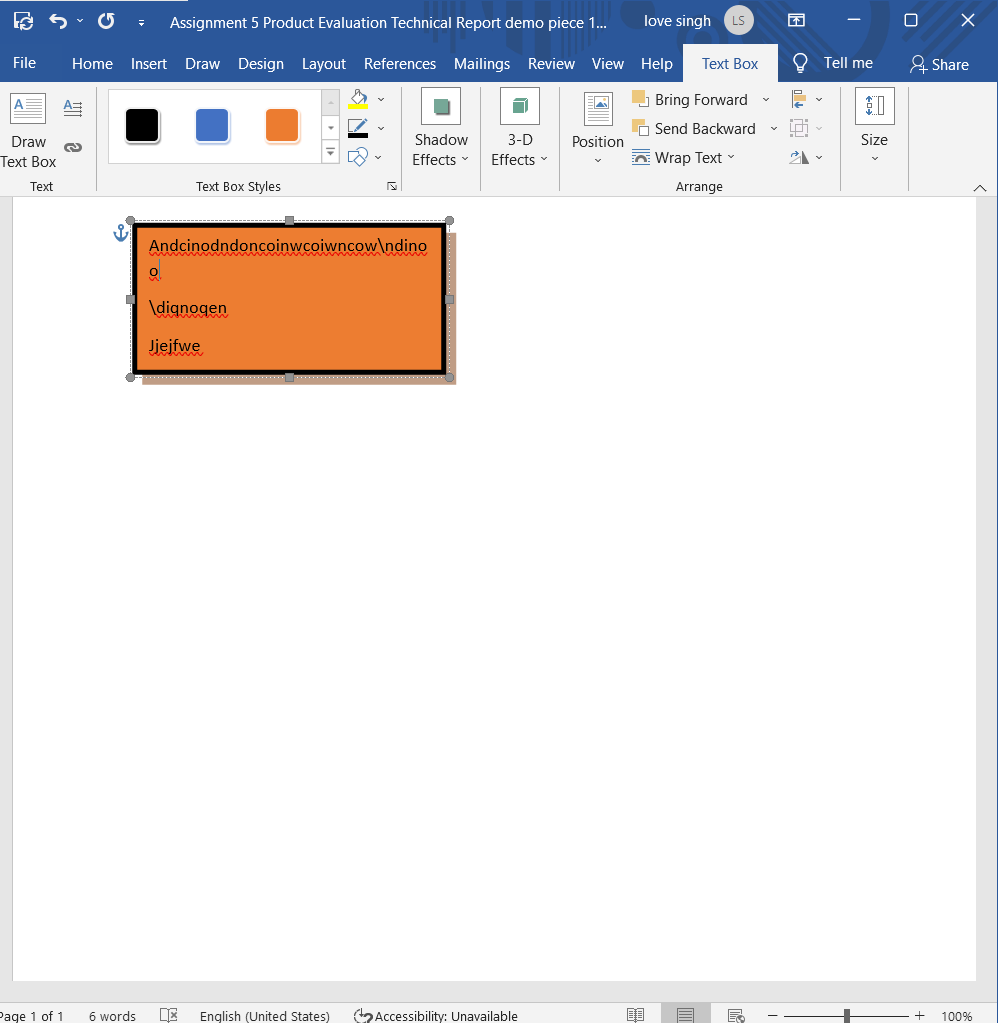 Assignment 5 Product Evaluation Technical Report demo piece 1... love singh LS
File Home Insert Draw Design Layout References Mailings Review View Help Text Box Tell me Share
Draw Text Box
Text
Text Box Styles
Shadow Effects
3-D Effects
Position
Bring Forward
Send Backward
Wrap Text
Arrange
Size
Andcinodndoncoinwcoiwncow\ndino
o
\diqnoqen
Jjejfwe
Page 1 of 1 6 words English (United States) Accessibility: Unavailable 100%